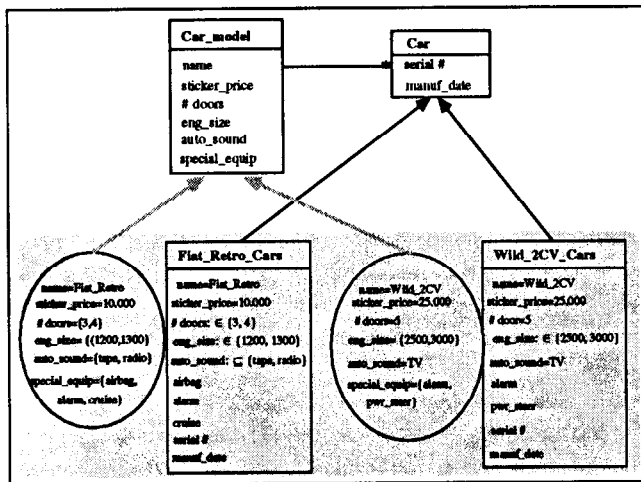 Car_model
name
sticker_price
# doors
eng_size
auto_sound
special_equip
Car
serial #
manuf_date
name=Fiat_Retro
sticker_price=10,000
# doors={3,4}
eng_size= {(1200,1300}
auto_sound={tape, radio}
special_equip={airbag,
alarm, cruise}
Fiat_Retro_Cars
name=Fiat_Retro
sticker_price=10,000
# doors: ∈ {3, 4}
eng_size: ∈ {1200, 1300}
auto_sound: ⊆ {tape, radio}
airbag
alarm
cruise
serial #
manuf_date
name=Wild_2CV
sticker_price=25,000
# doors=5
eng_size={2500,3000}
auto_sound=TV
special_equip={alarm,
pwr_steer}
Wild_2CV_Cars
name=Wild_2CV
sticker_price=25,000
# doors=5
eng_size: ∈ {2500, 3000}
auto_sound=TV
alarm
pwr_steer
serial #
manuf_date